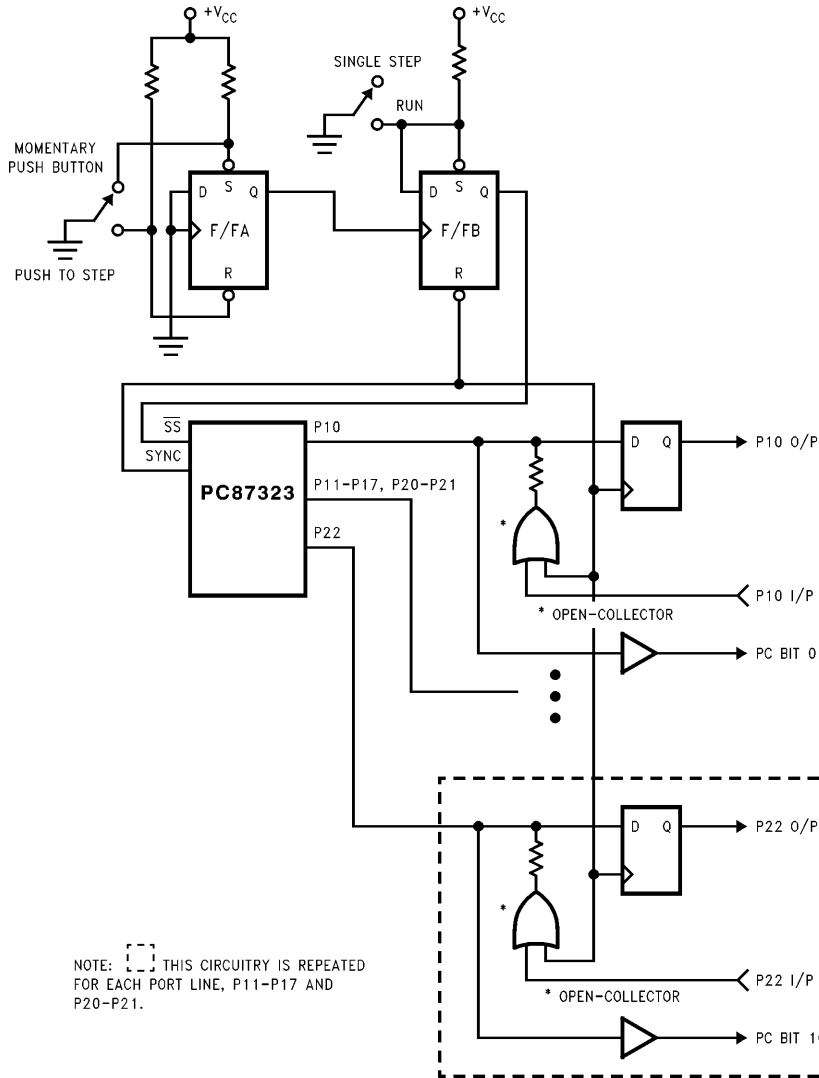 +VCC
+VCC
SINGLE STEP
RUN
MOMENTARY
PUSH BUTTON
D S Q
D S Q
F/FA
F/FB
R
R
PUSH TO STEP
SS
P10
D Q
P10 O/P
SYNC
PC87323
P11-P17, P20-P21
*
P22
P10 I/P
* OPEN-COLLECTOR
PC BIT 0
D Q
P22 O/P
*
NOTE: THIS CIRCUITRY IS REPEATED
FOR EACH PORT LINE, P11-P17 AND
P20-P21.
P22 I/P
* OPEN-COLLECTOR
PC BIT